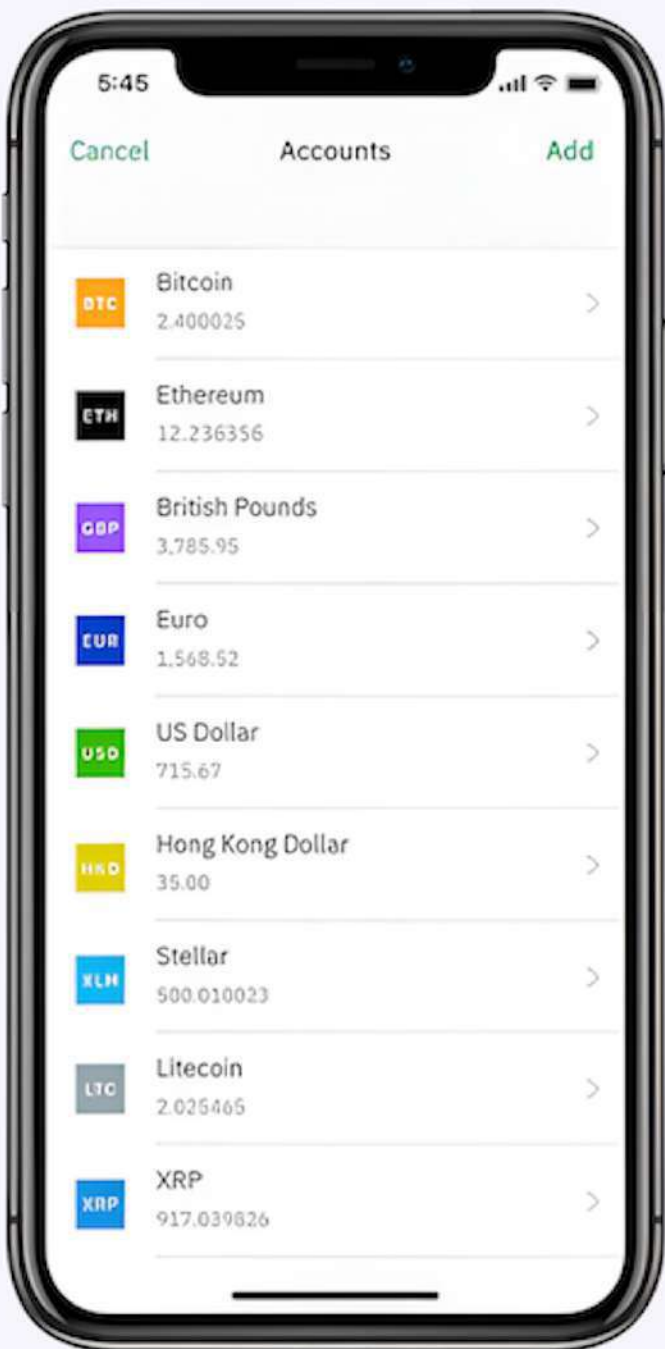 5:45
Cancel Accounts Add
BTC
Bitcoin
2.400025
ETH
Ethereum
12.236356
GBP
British Pounds
3,785.95
EUR
Euro
1,568.52
USD
US Dollar
715.67
HKD
Hong Kong Dollar
35.00
XLM
Stellar
500.010023
LTC
Litecoin
2.025465
XRP
XRP
917.039826